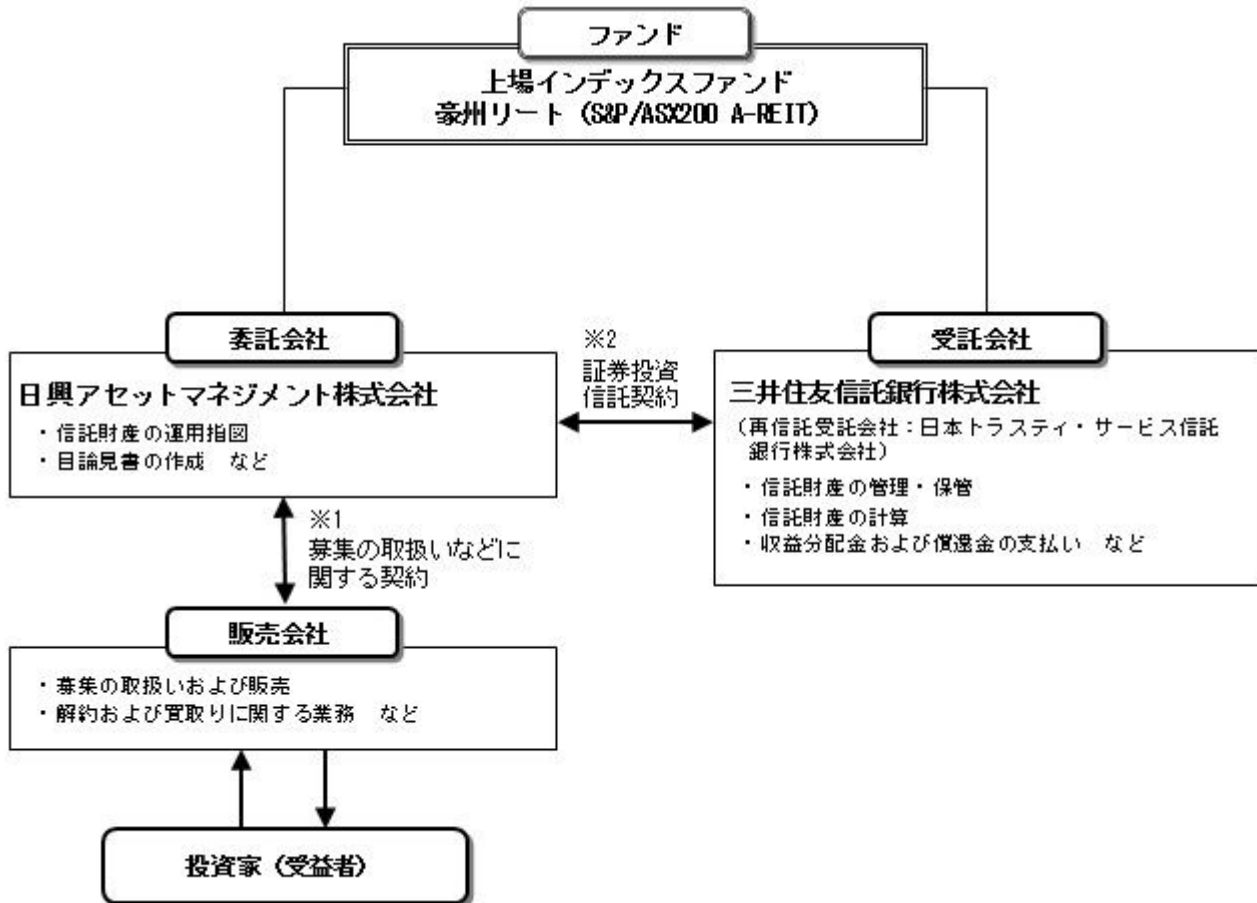 ファンド
上場インデックスファンド
豪州リート（S&P/ASX200 A-REIT）
委託会社
日興アセットマネジメント株式会社
・信託財産の運用指図
・目論見書の作成　など
※2
証券投資
信託契約
受託会社
三井住友信託銀行株式会社
（再信託受託会社：日本トラスティ・サービス信託
銀行株式会社）
・信託財産の管理・保管
・信託財産の計算
・収益分配金および償還金の支払い　など
※1
募集の取扱いなどに
関する契約
販売会社
・募集の取扱いおよび販売
・解約および買取りに関する業務　など
投資家（受益者）